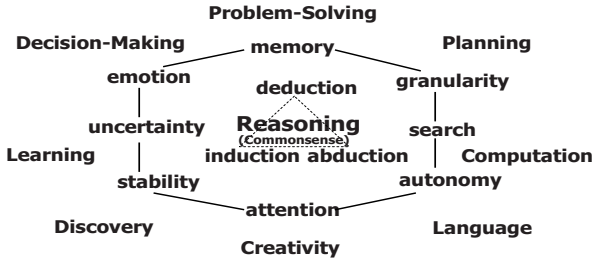 Problem-Solving
Decision-Making
memory
Planning
emotion
deduction
granularity
uncertainty
Reasoning
search
(Commonsense)
Learning
induction abduction
Computation
stability
autonomy
attention
Discovery
Language
Creativity